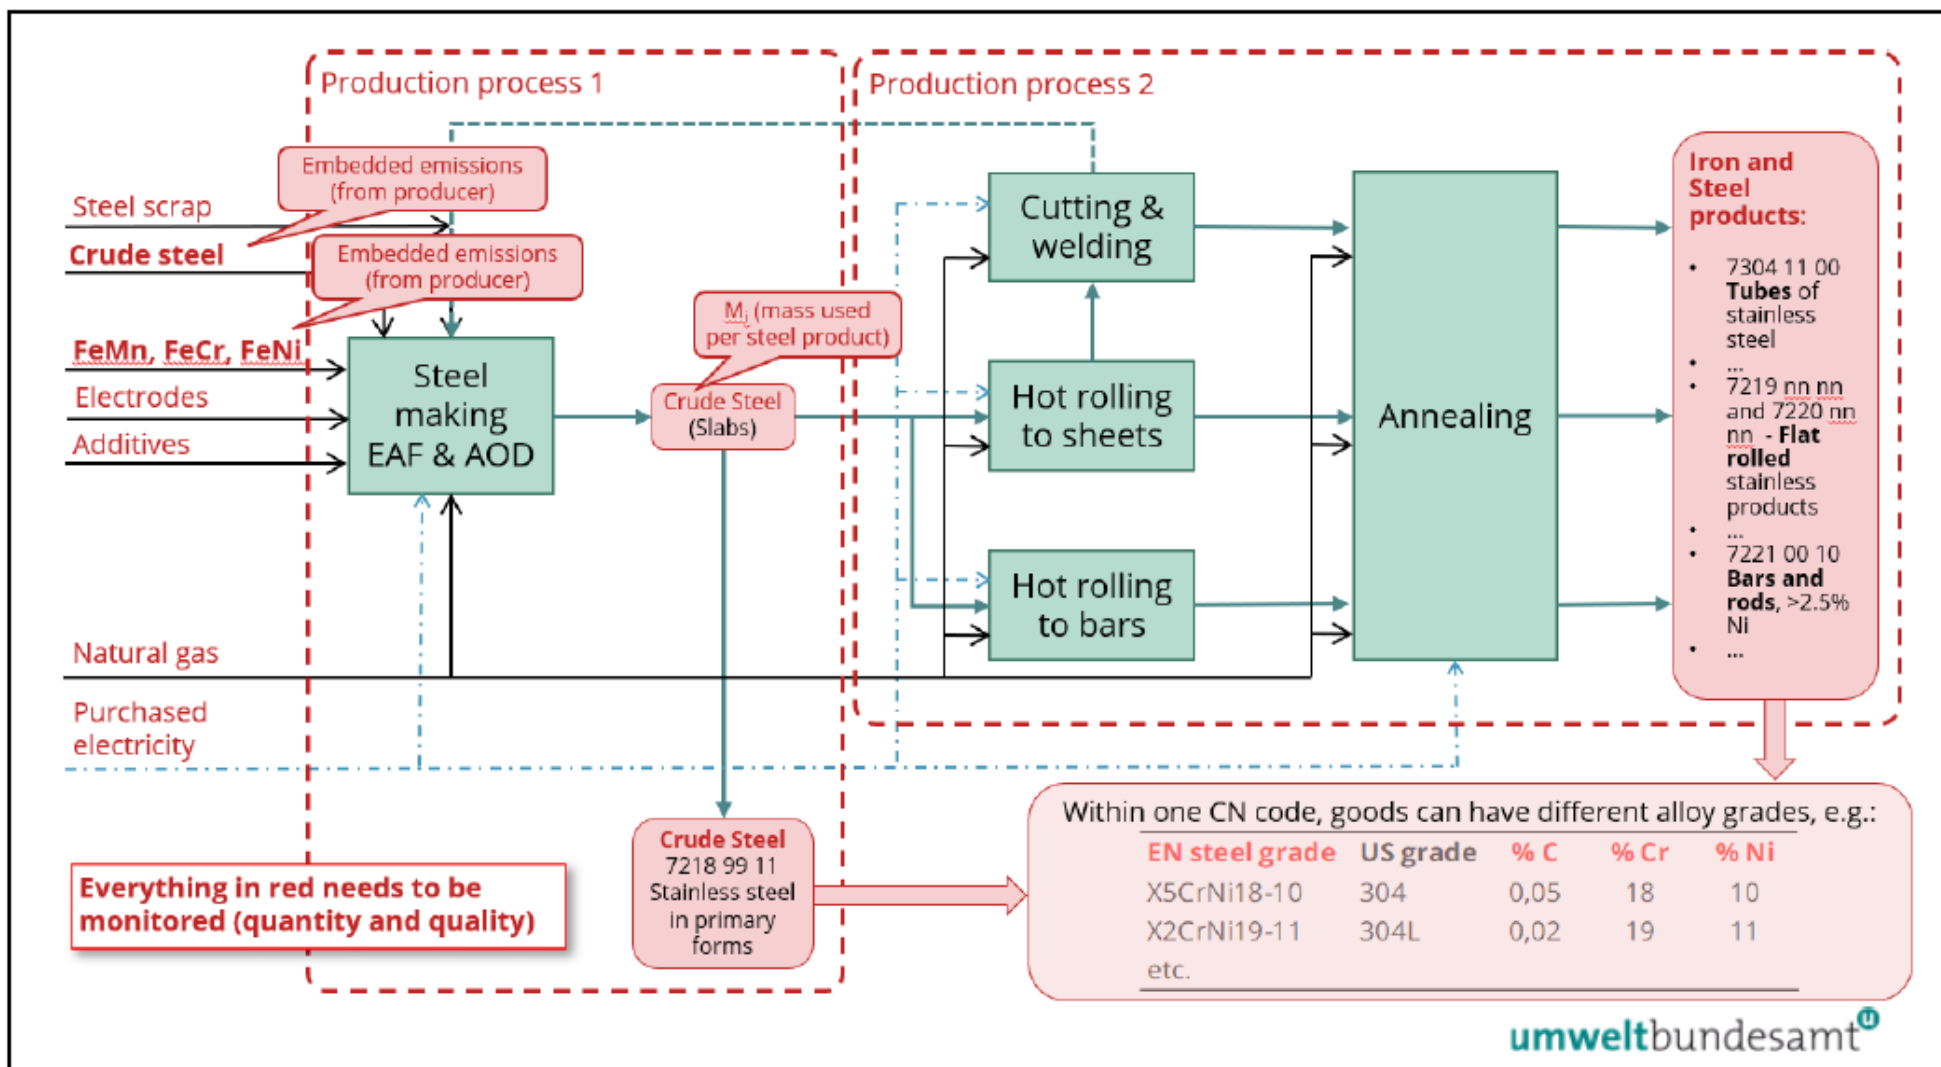 Production process 1
Production process 2
Embedded emissions
(from producer)
Steel scrap
Crude steel
Embedded emissions
(from producer)
FeMn, FeCr, FeNi
Electrodes
Additives
Steel
making
EAF & AOD
Mi (mass used
per steel product)
Crude Steel
(Slabs)
Cutting &
welding
Hot rolling
to sheets
Hot rolling
to bars
Annealing
Iron and
Steel
products:
• 7304 11 00
Tubes of
stainless
steel
• ...
• 7219 nn nn
and 7220 nn
nn - Flat
rolled
stainless
products
• ...
• 7221 00 10
Bars and
rods, >2.5%
Ni
• ...
Natural gas
Purchased
electricity
Crude Steel
7218 99 11
Stainless steel
in primary
forms
Everything in red needs to be
monitored (quantity and quality)
Within one CN code, goods can have different alloy grades, e.g.:
EN steel grade US grade % C % Cr % Ni
X5CrNi18-10 304 0,05 18 10
X2CrNi19-11 304L 0,02 19 11
etc.
umweltbundesamt